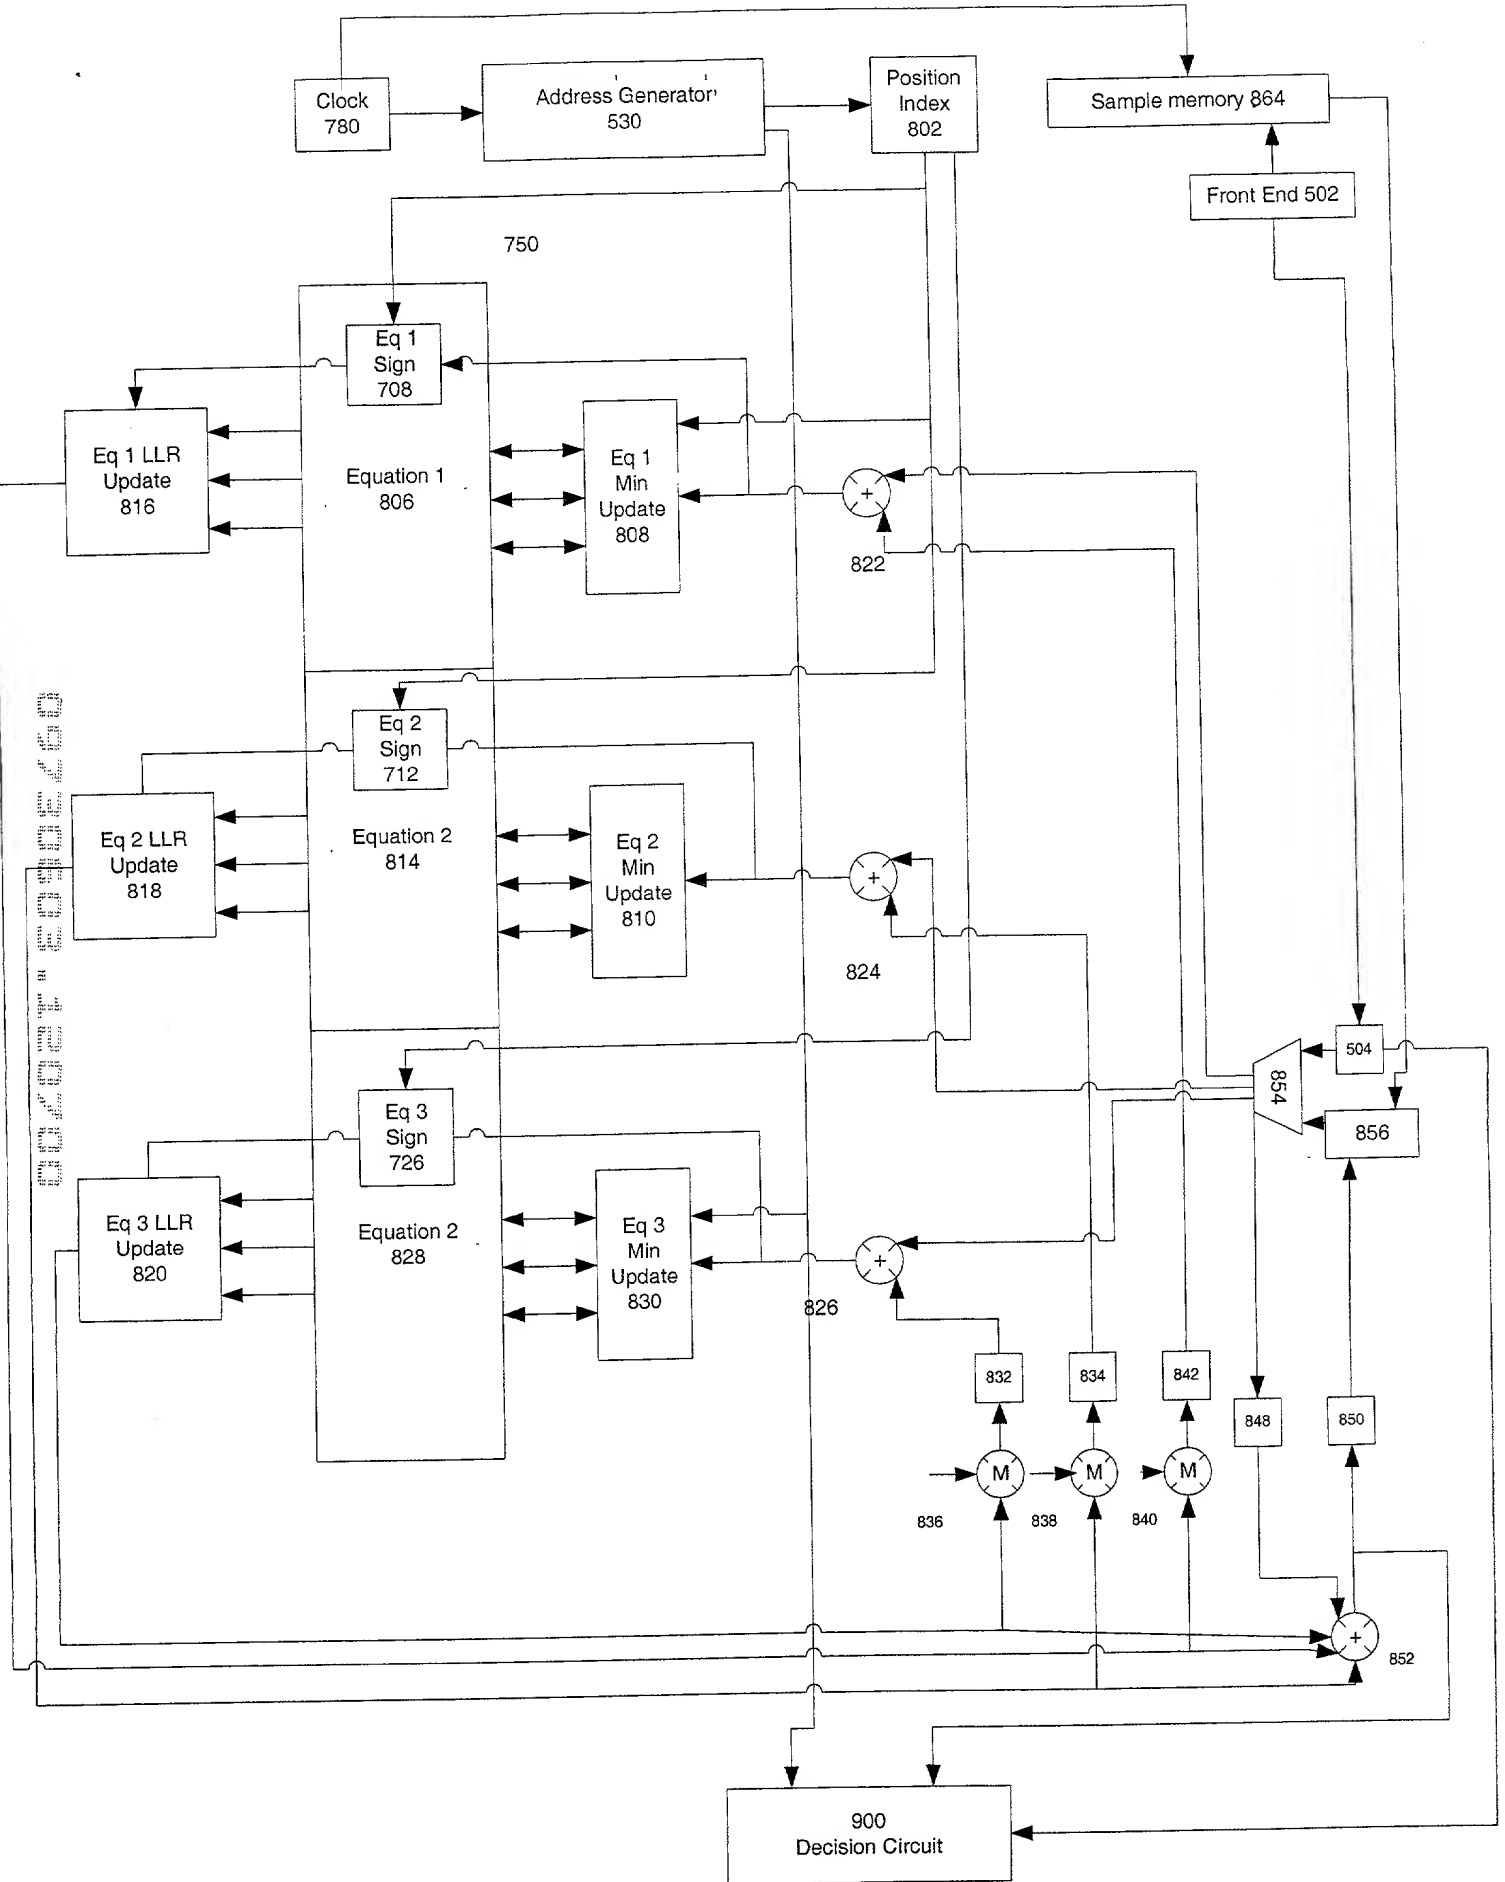 Clock
780
Address Generator
530
Position
Index
802
Sample memory 864
Front End 502
750
Eq 1
Sign
708
Eq 1 LLR
Update
816
Equation 1
806
Eq 1
Min
Update
808
+
822
Eq 2
Sign
712
Eq 2 LLR
Update
818
Equation 2
814
Eq 2
Min
Update
810
+
824
504
854
856
Eq 3
Sign
726
Eq 3 LLR
Update
820
Equation 2
828
Eq 3
Min
Update
830
+
826
832
834
842
848
850
M
M
M
836
838
840
+
852
900
Decision Circuit